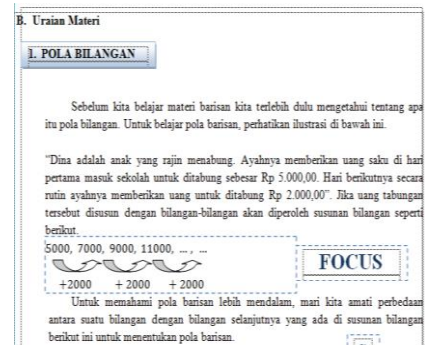 B. Uraian Materi
1. POLA BILANGAN
Sebelum kita belajar materi barisan kita terlebih dulu mengetahui tentang apa
itu pola bilangan. Untuk belajar pola barisan, perhatikan ilustrasi di bawah ini.
"Dina adalah anak yang rajin menabung. Ayahnya memberikan uang saku di hari
pertama masuk sekolah untuk ditabung sebesar Rp 5.000,00. Hari berikutnya secara
rutin ayahnya memberikan uang untuk ditabung Rp 2.000,00". Jika uang tabungan
tersebut disusun dengan bilangan-bilangan akan diperoleh susunan bilangan seperti
berikut.
5000, 7000, 9000, 11000, ... , ...
+2000 + 2000 + 2000
FOCUS
Untuk memahami pola barisan lebih mendalam, mari kita amati perbedaan
antara suatu bilangan dengan bilangan selanjutnya yang ada di susunan bilangan
berikut ini untuk menentukan pola barisan.